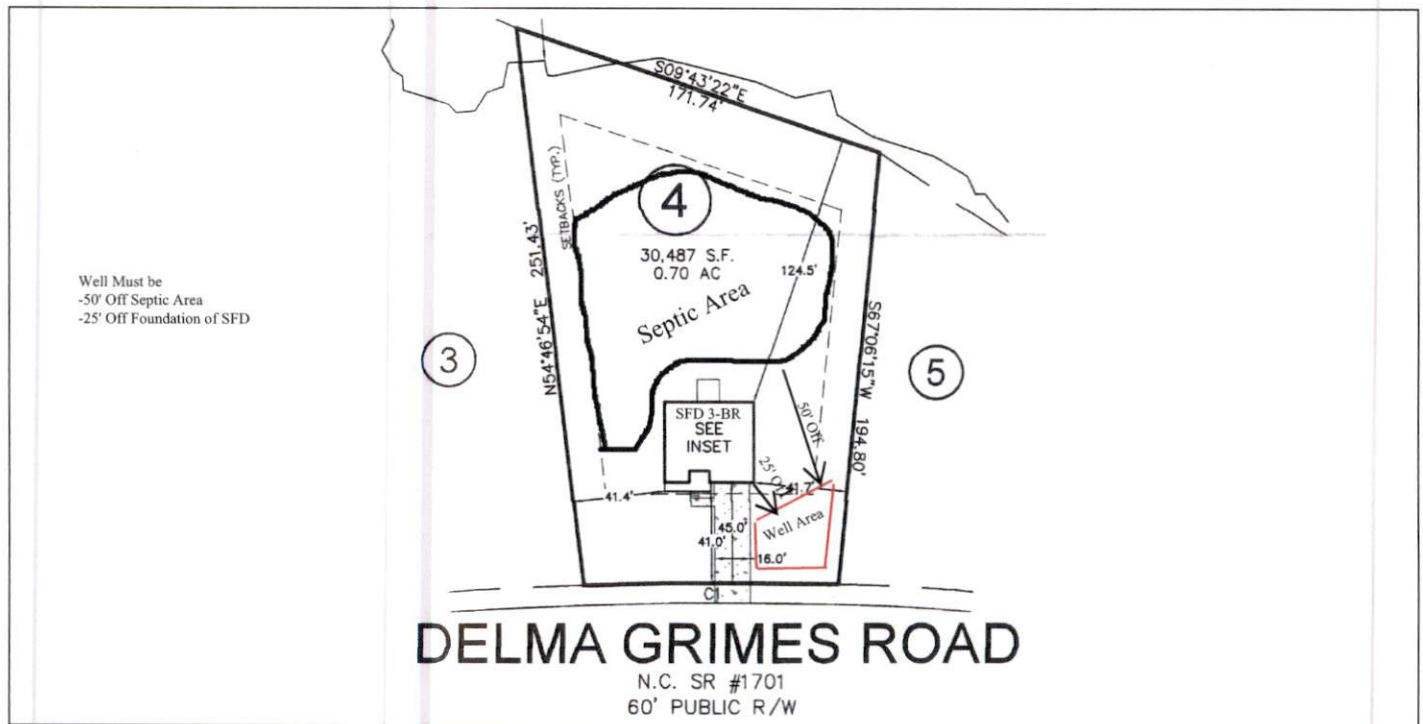 S09°43'22"E
171.74'
SETBACKS (TYP.)
4
30,487 S.F.
0.70 AC
124.5'
Septic Area
N54°46'54"E 251.43'
Well Must be
-50' Off Septic Area
-25' Off Foundation of SFD
3
S67°06'15"W 194.80'
5
SFD 3-BR
SEE
INSET
50' Off
25' Off
41.4'
41.7'
Well Area
45.0'
41.0'
16.0'
C1
DELMA GRIMES ROAD
N.C. SR #1701
60' PUBLIC R/W